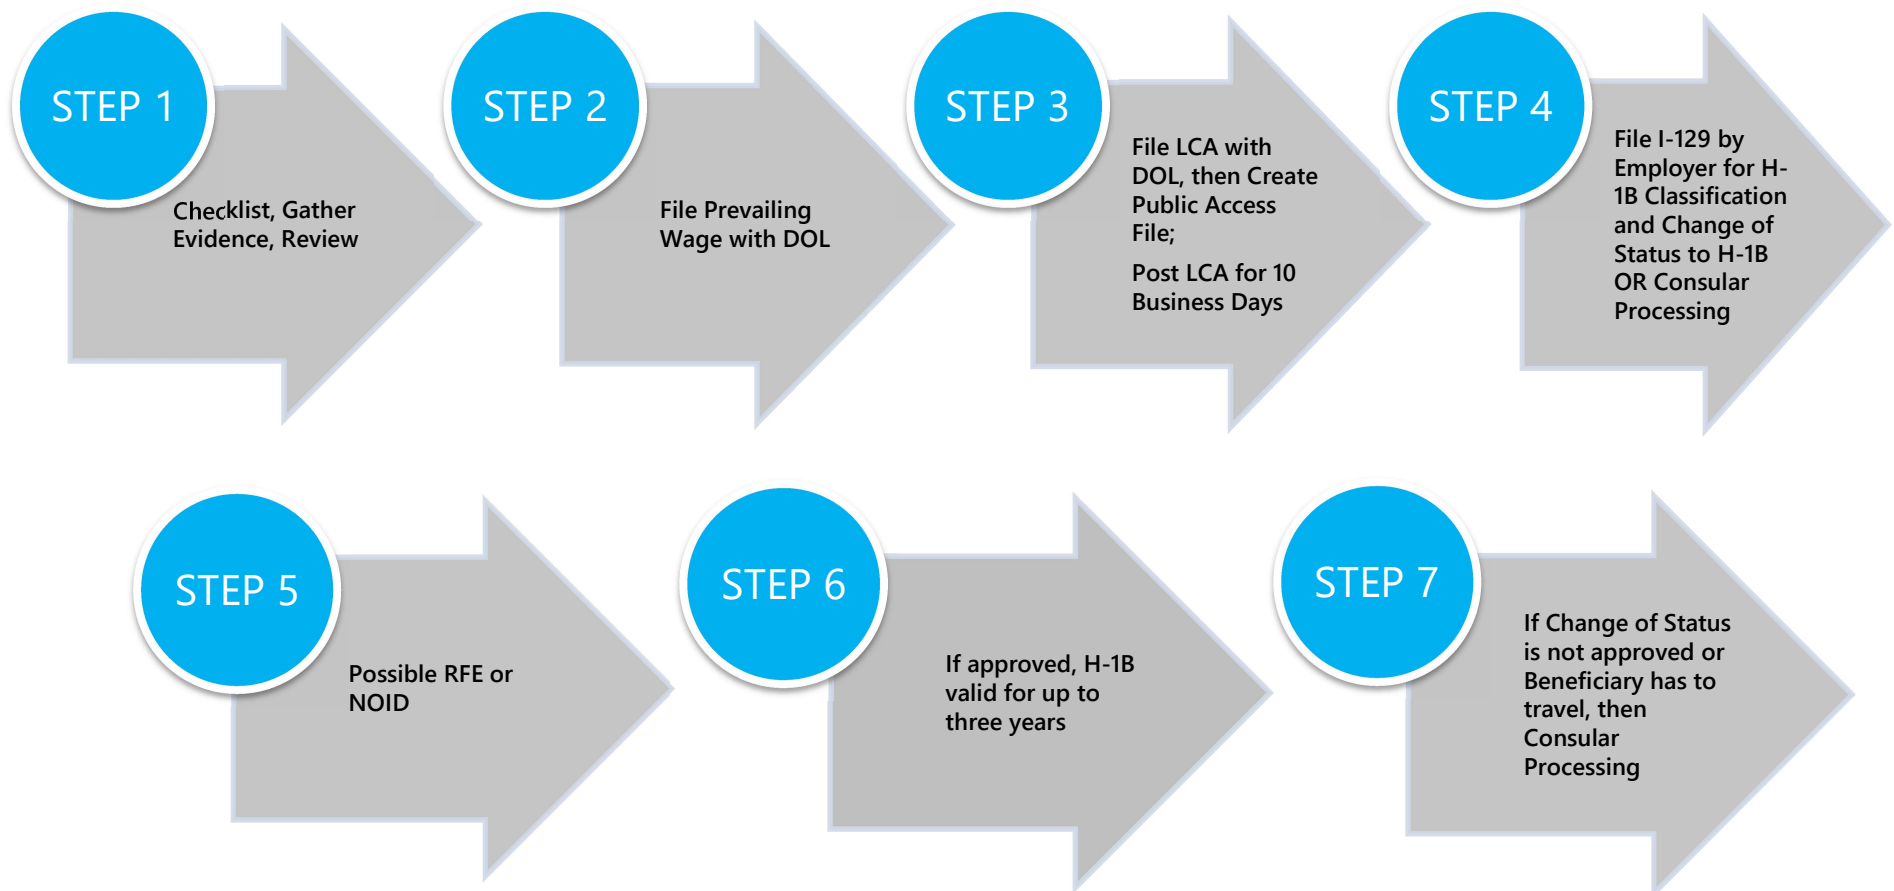 STEP 1
Checklist, Gather
Evidence, Review
STEP 2
File Prevailing
Wage with DOL
STEP 3
File LCA with
DOL, then Create
Public Access
File;
Post LCA for 10
Business Days
STEP 4
File I-129 by
Employer for H-
1B Classification
and Change of
Status to H-1B
OR Consular
Processing
STEP 5
Possible RFE or
NOID
STEP 6
If approved, H-1B
valid for up to
three years
STEP 7
If Change of Status
is not approved or
Beneficiary has to
travel, then
Consular
Processing